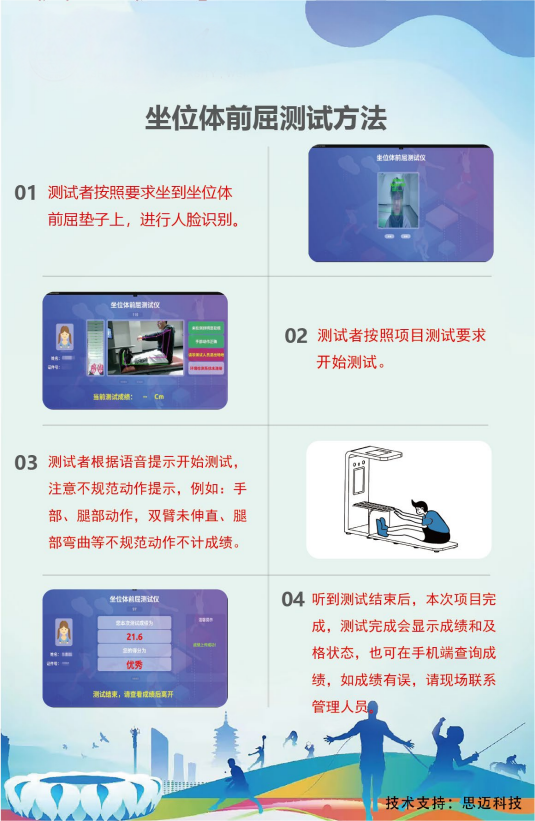 坐位体前屈测试方法
01
测试者按照要求坐到坐位体
前屈垫子上，进行人脸识别。
坐位体前屈测试仪
坐位体前屈测试仪
姓名：
证件号：
当前测试成绩： － Cm
02
测试者按照项目测试要求
开始测试。
03
测试者根据语音提示开始测试，
注意不规范动作提示，例如：手
部、腿部动作，双臂未伸直、腿
部弯曲等不规范动作不计成绩。
坐位体前屈测试仪
21.6
优秀
姓名：
证件号：
测试结束，请查看成绩后离开
04
听到测试结束后，本次项目完
成，测试完成会显示成绩和及
格状态，也可在手机端查询成
绩，如成绩有误，请现场联系
管理人员。
技术支持：思迈科技